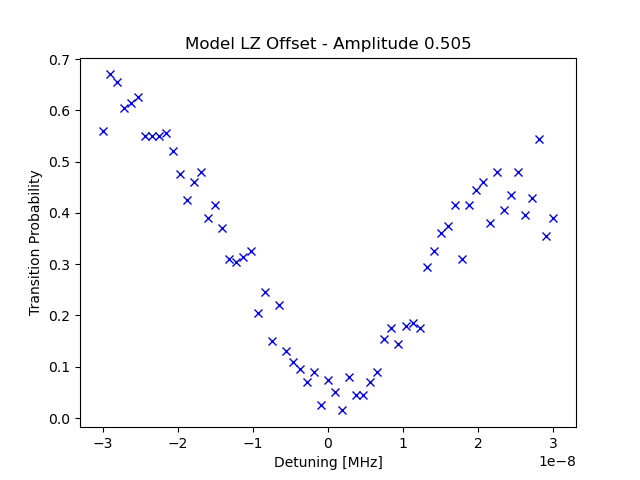 Model LZ Offset - Amplitude 0.505
Transition Probability
0.7
0.6
0.5
0.4
0.3
0.2
0.1
0.0
−3 −2 −1 0 1 2 3
1e−8
Detuning [MHz]